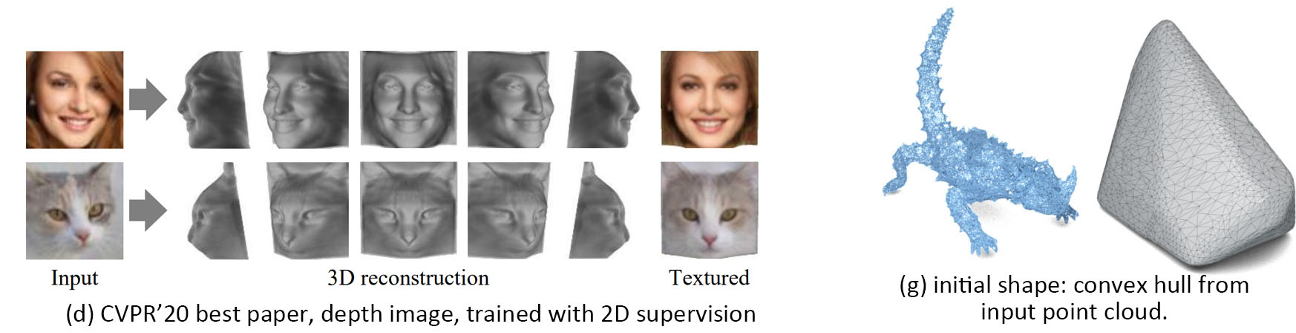 Input
3D reconstruction
Textured
(d) CVPR’20 best paper, depth image, trained with 2D supervision
(g) initial shape: convex hull from
input point cloud.